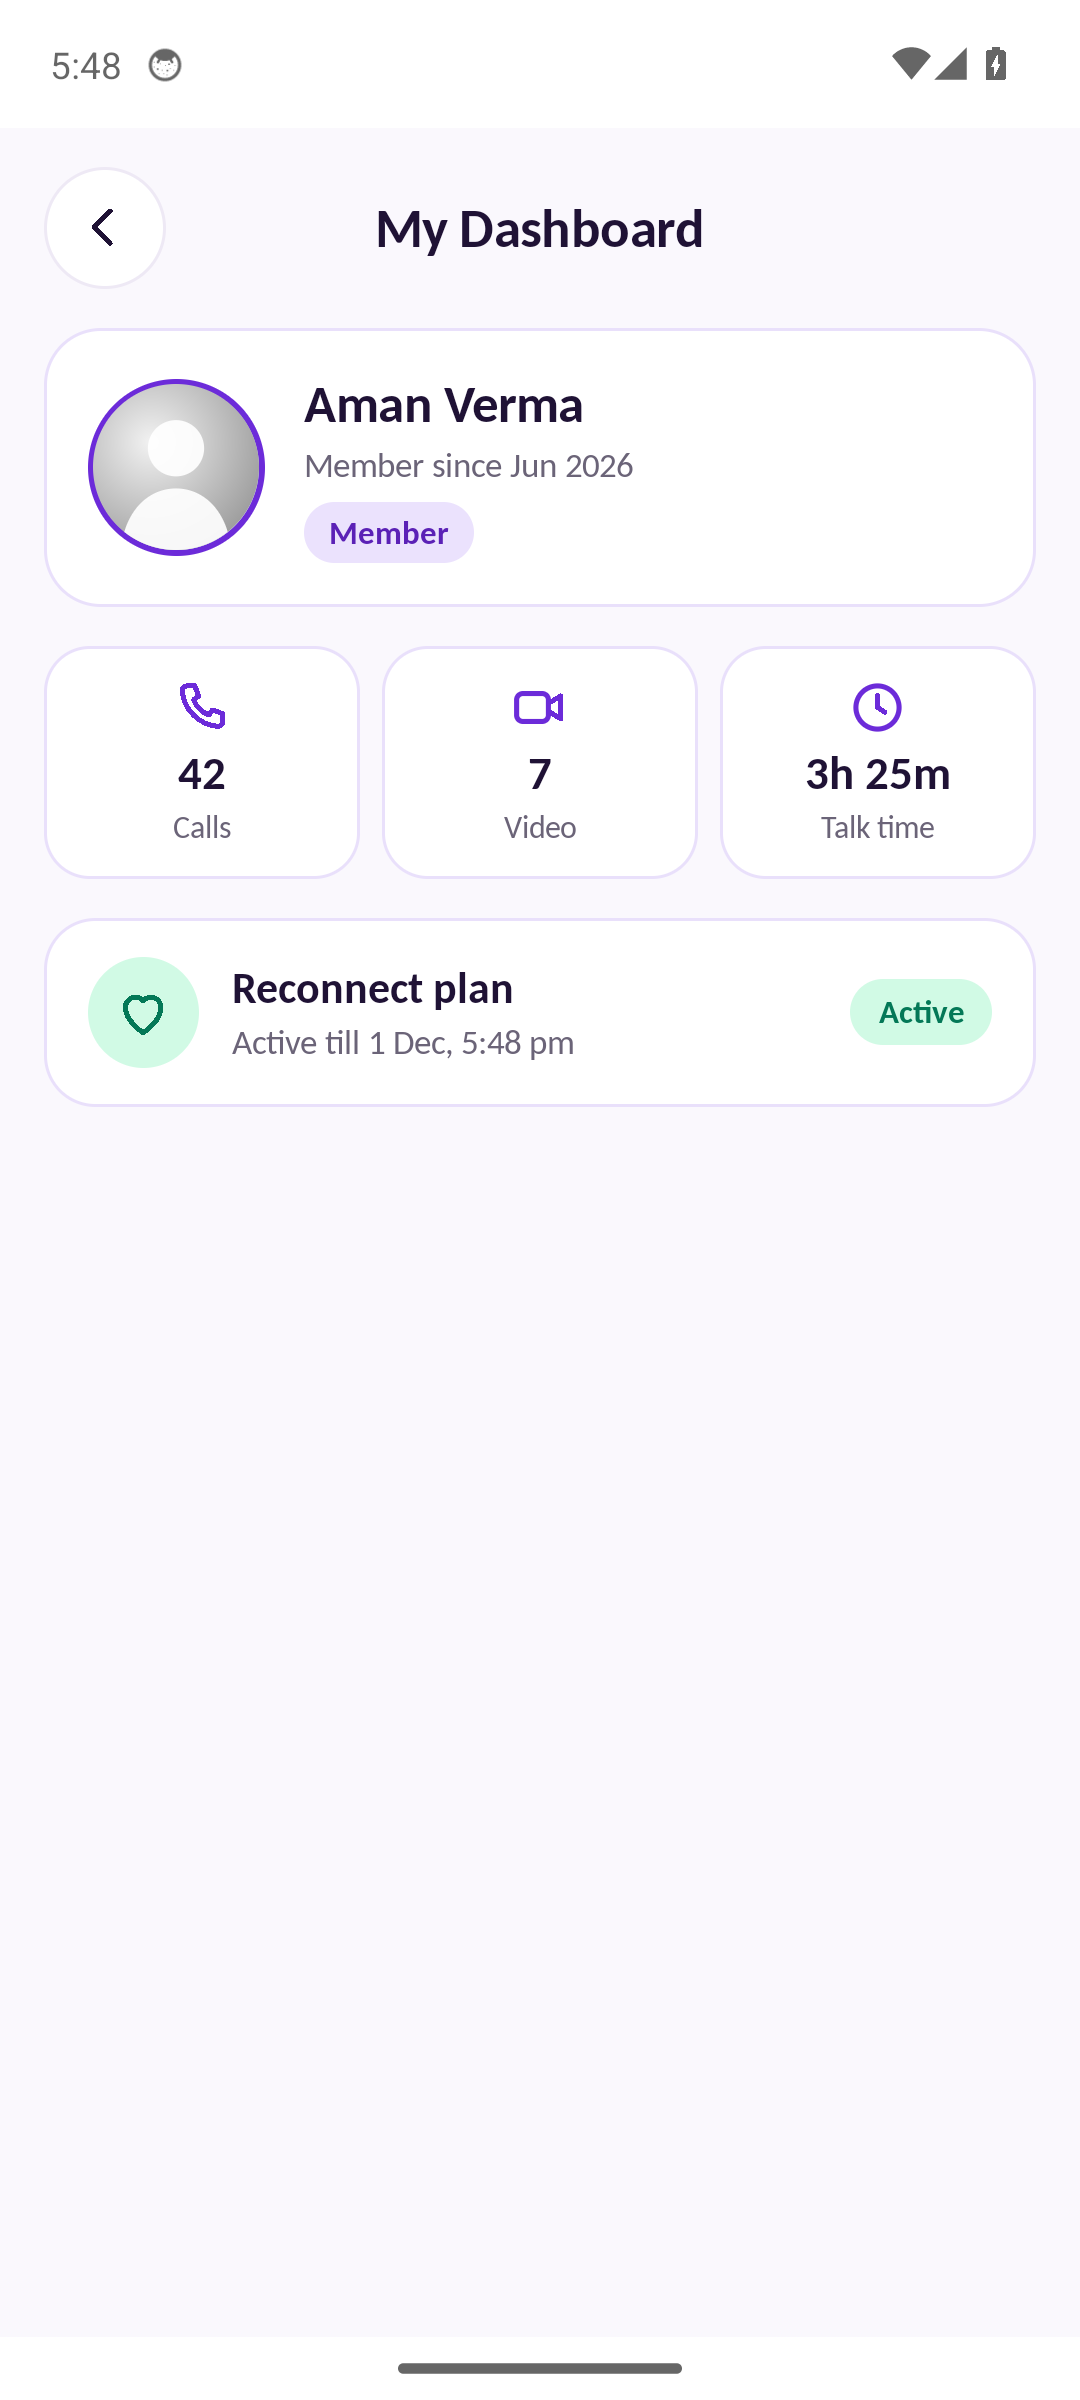 5:48
My Dashboard
Aman Verma
Member since Jun 2026
Member
42
Calls
7
Video
3h 25m
Talk time
Reconnect plan
Active till 1 Dec, 5:48 pm
Active